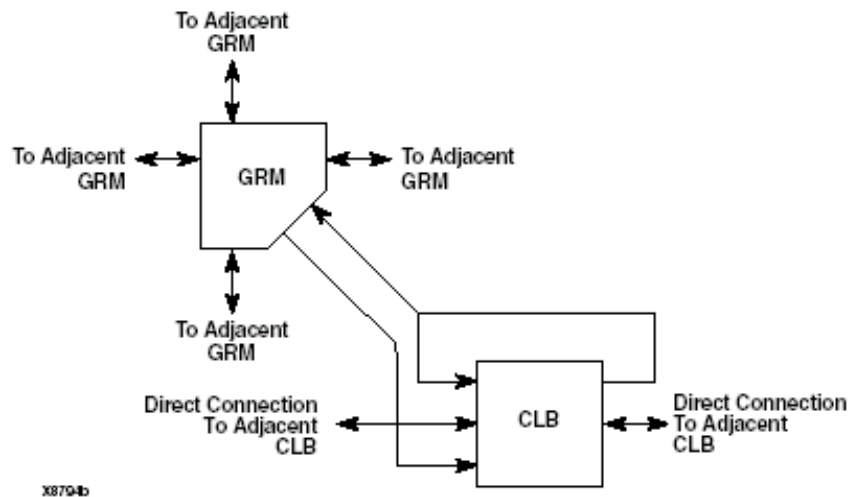 To Adjacent
GRM
To Adjacent
GRM
GRM
To Adjacent
GRM
To Adjacent
GRM
Direct Connection
To Adjacent
CLB
CLB
Direct Connection
To Adjacent
CLB
X8794b